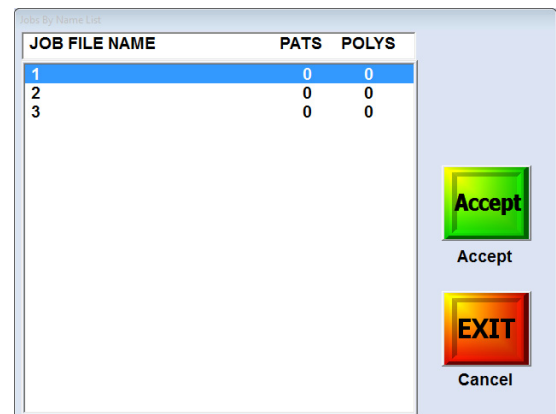 Jobs By Name List
JOB FILE NAME PATS POLYS
1 0 0
2 0 0
3 0 0
Accept
Accept
EXIT
Cancel